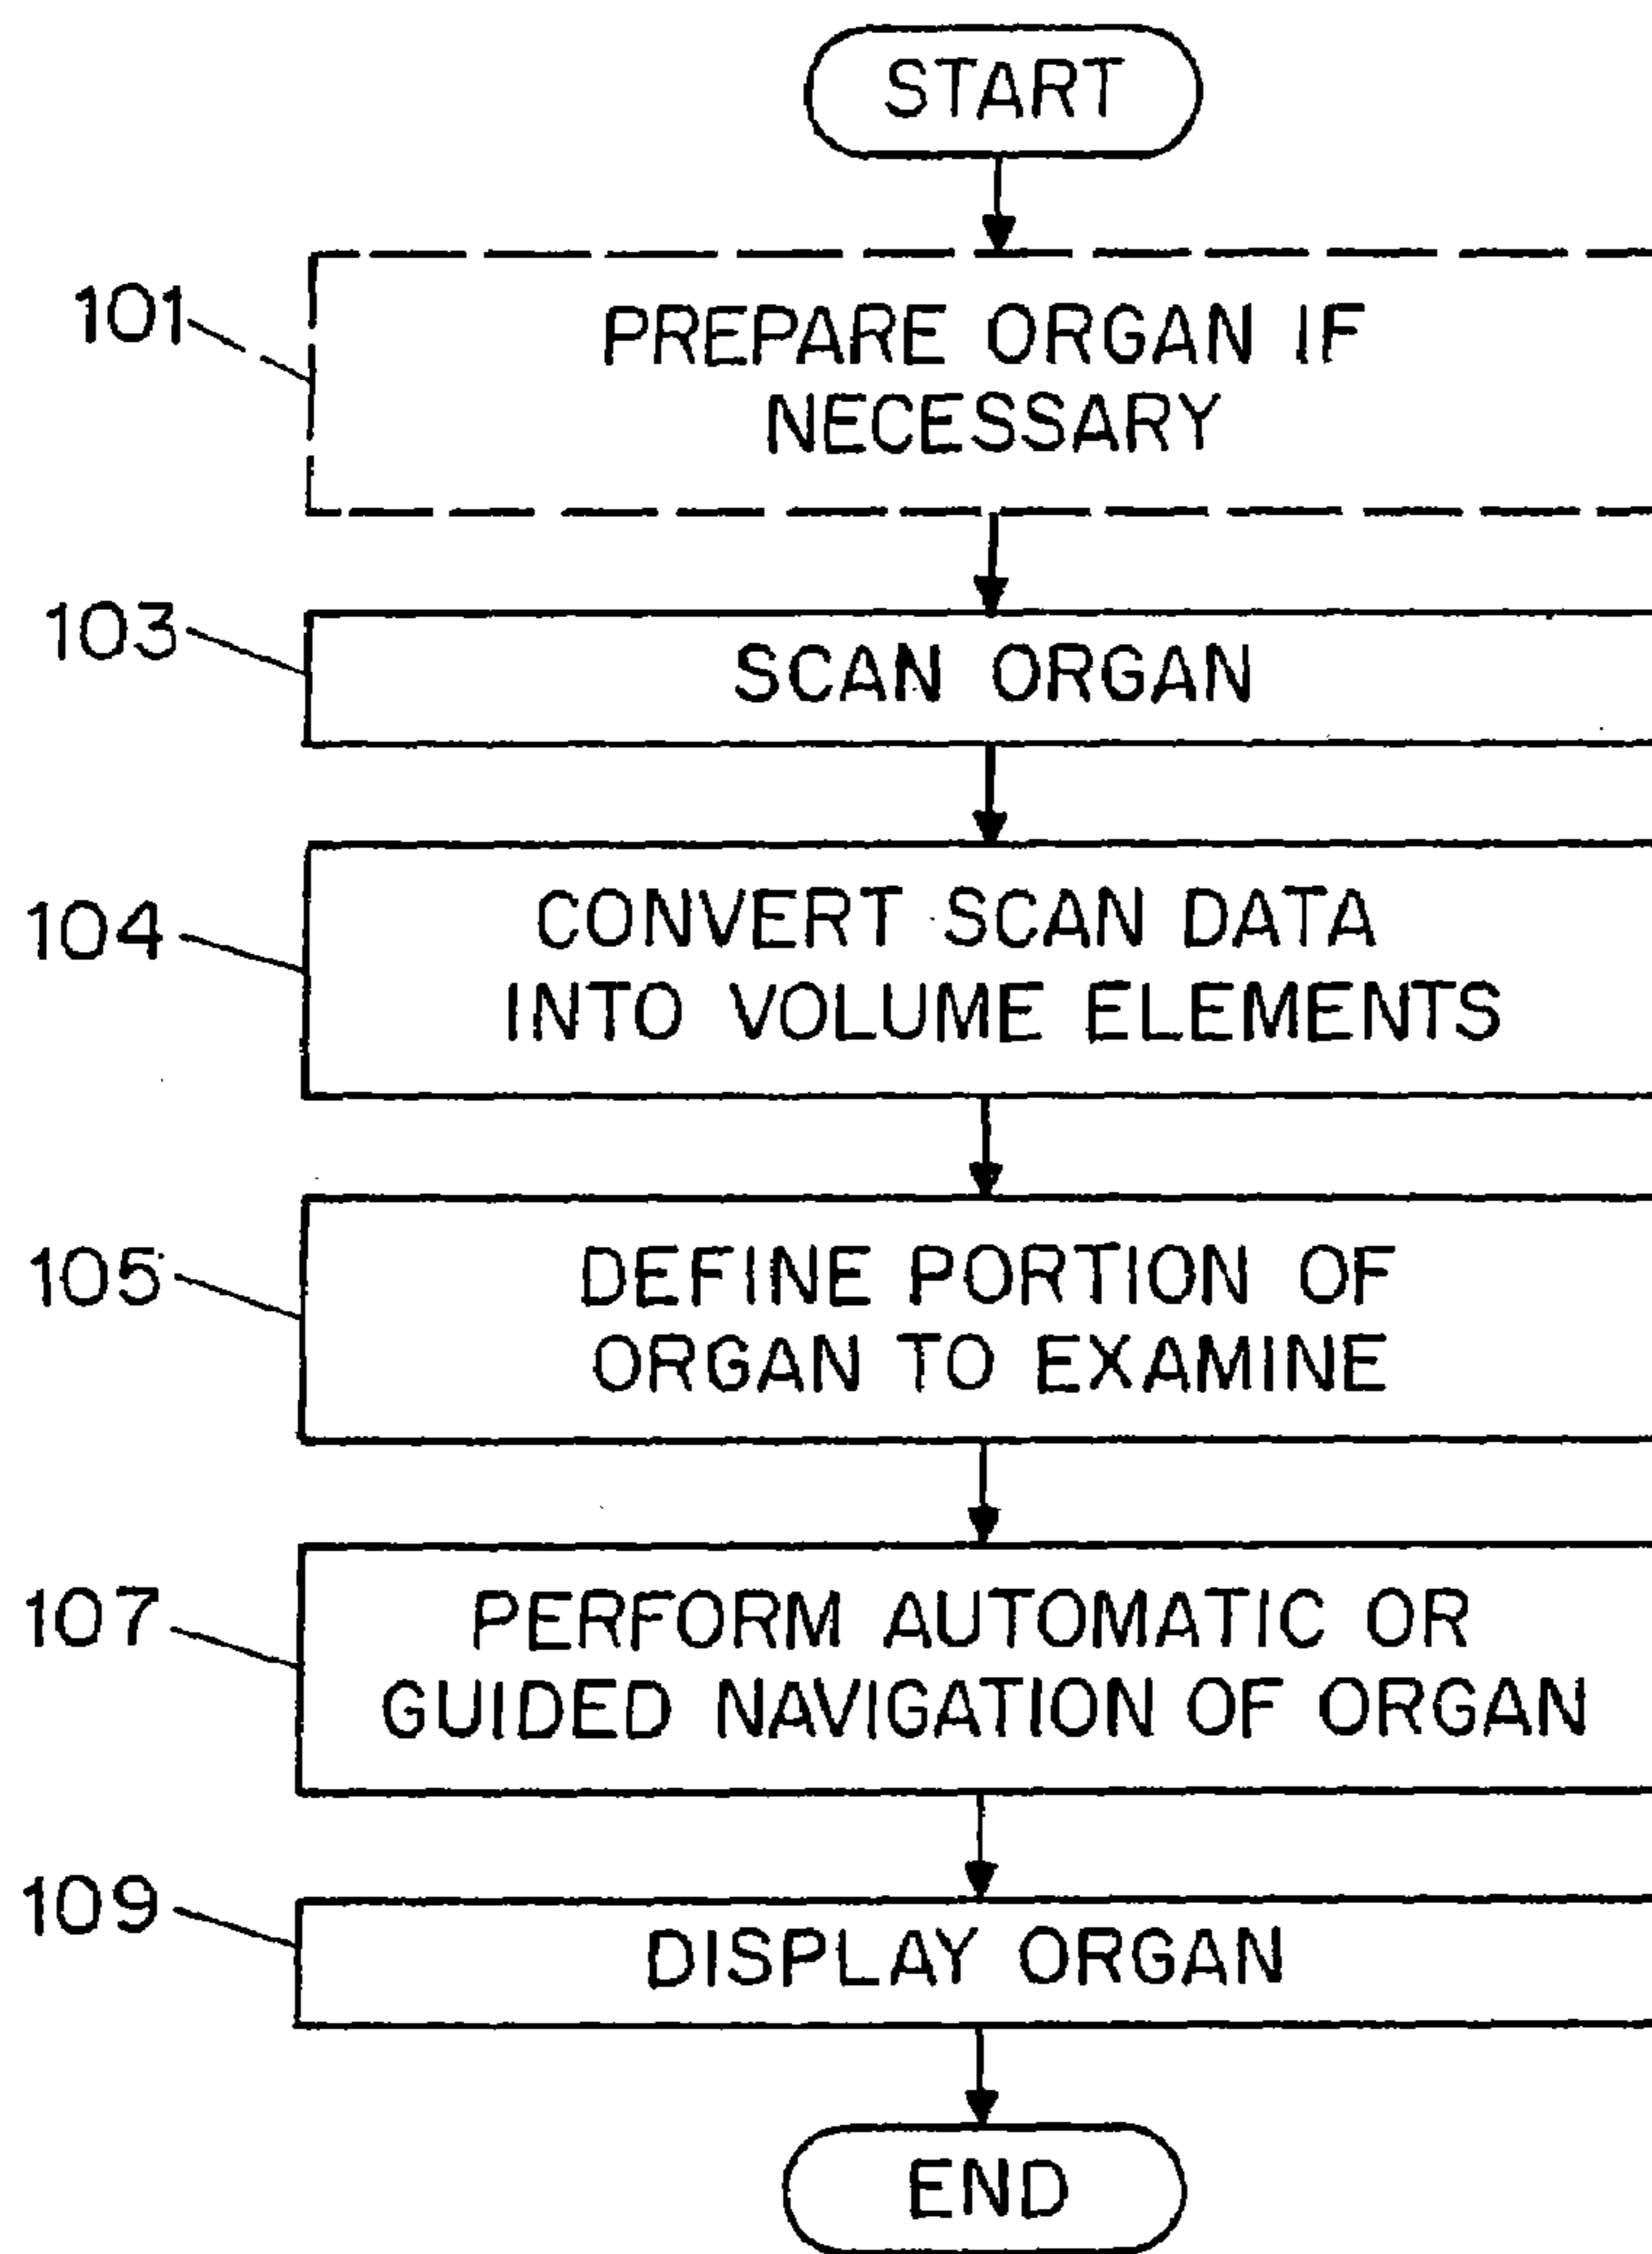 START
101
PREPARE ORGAN IF
NECESSARY
103
SCAN ORGAN
104
CONVERT SCAN DATA
INTO VOLUME ELEMENTS
105
DEFINE PORTION OF
ORGAN TO EXAMINE
107
PERFORM AUTOMATIC OR
GUIDED NAVIGATION OF ORGAN
109
DISPLAY ORGAN
END